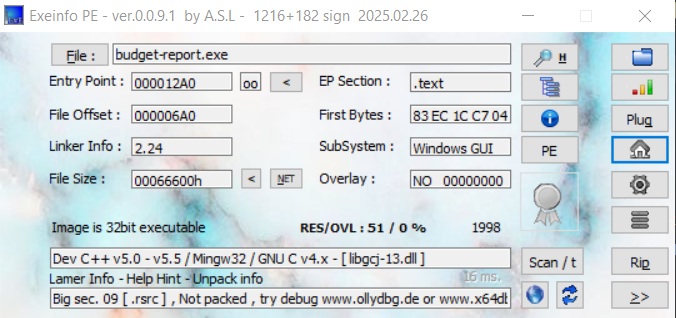 Exeinfo PE - ver.0.0.9.1 by A.S.L - 1216+182 sign 2025.02.26
File : budget-report.exe
H
Entry Point : 000012A0 oo < EP Section : .text
File Offset : 000006A0 First Bytes : 83 EC 1C C7 04
Plug
Linker Info : 2.24 SubSystem : Windows GUI PE
File Size : 00066600h < NET Overlay : NO 00000000
Image is 32bit executable RES/OVL : 51 / 0 % 1998
Dev C++ v5.0 - v5.5 / Mingw32 / GNU C v4.x - [ libgcj-13.dll ] Scan / t Rip
Lamer Info - Help Hint - Unpack info 16 ms.
Big sec. 09 [ .rsrc ] , Not packed , try debug www.ollydbg.de or www.x64db >>